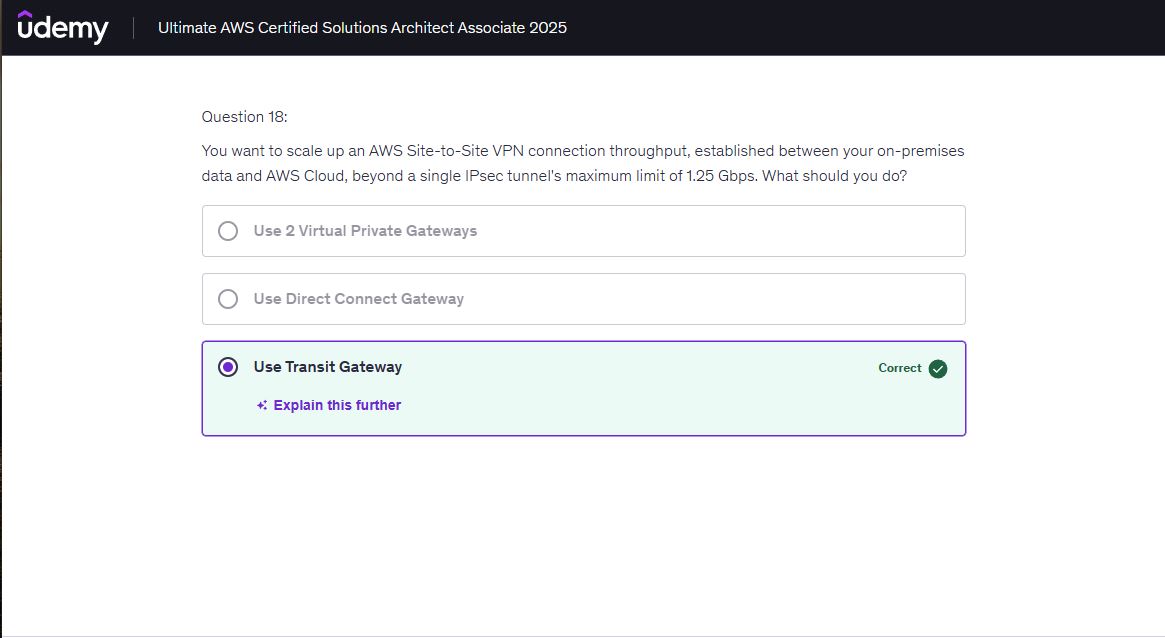 ûdemy
Ultimate AWS Certified Solutions Architect Associate 2025
Question 18:
You want to scale up an AWS Site-to-Site VPN connection throughput, established between your on-premises
data and AWS Cloud, beyond a single IPsec tunnel's maximum limit of 1.25 Gbps. What should you do?
Use 2 Virtual Private Gateways
Use Direct Connect Gateway
Use Transit Gateway
Correct
Explain this further